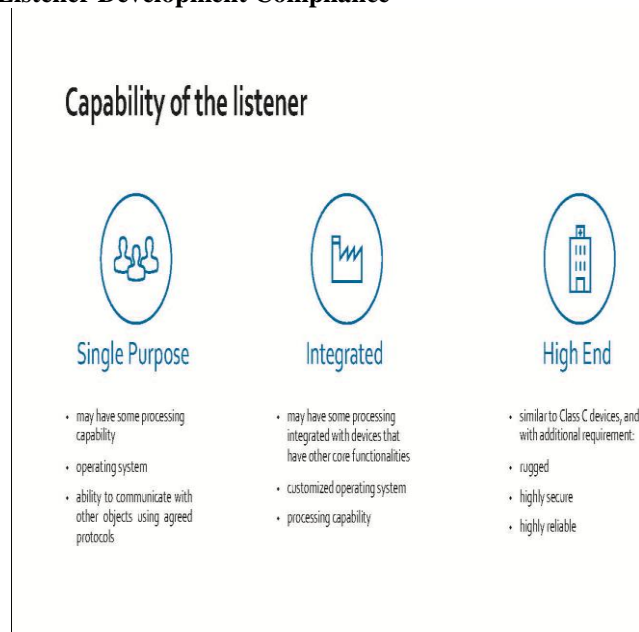 Listener Development Compliance
Capability of the listener
Single Purpose
• may have some processing
capability
• operating system
• ability to communicate with
other objects using agreed
protocols
Integrated
• may have some processing
integrated with devices that
have other core functionalities
• customized operating system
• processing capability
High End
• similar to Class C devices, and
with additional requirement:
• rugged
• highly secure
• highly reliable